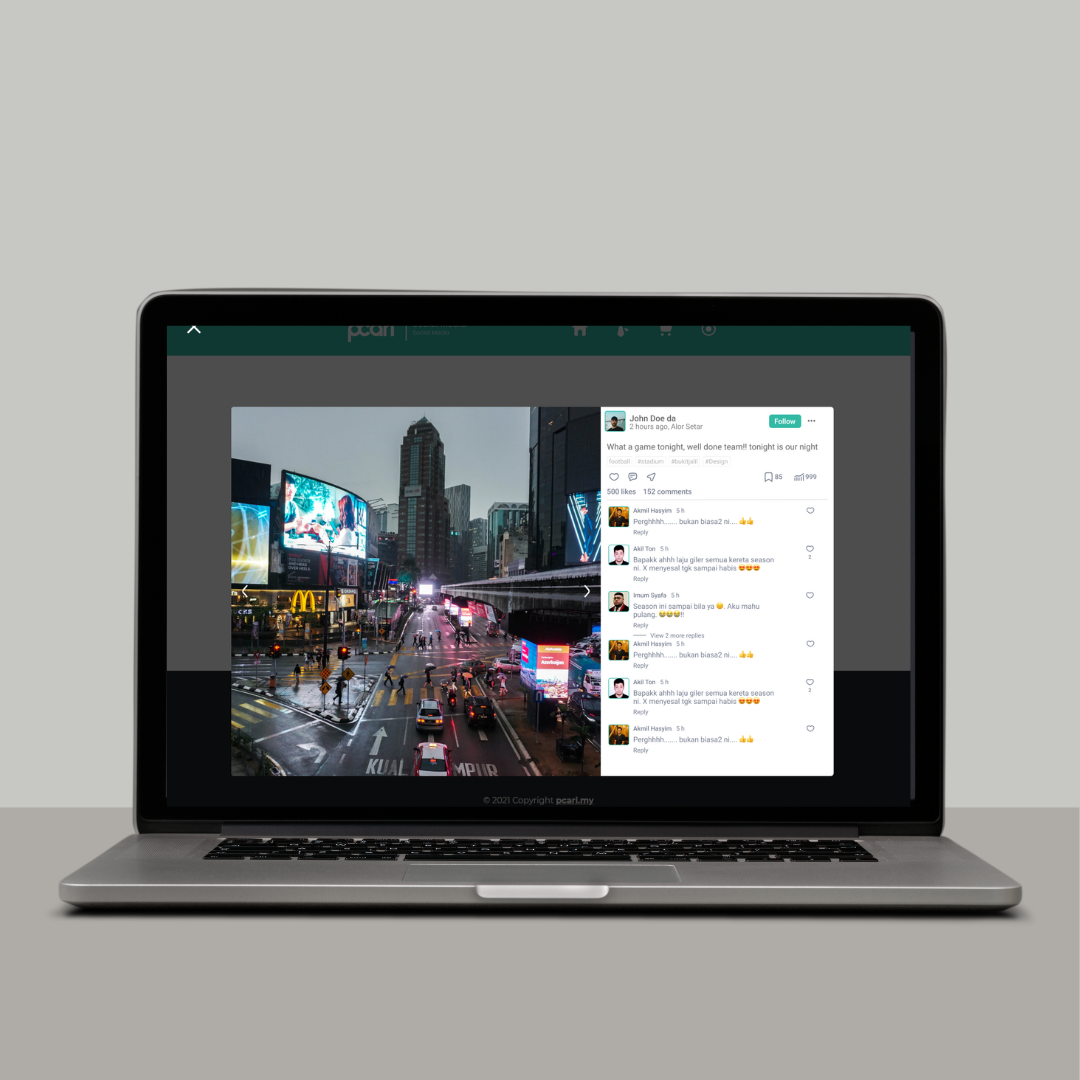 pcarl
John Doe da
2 hours ago, Alor Setar
Follow
What a game tonight, well done team!! tonight is our night
football #stadium #bukitjalil #Design
85
999
500 likes 152 comments
Akmil Hasyim 5 h
Perghhhh....... bukan biasa2 ni.... 👍👍
Reply
Akil Ton 5 h
Bapakk ahhh laju giler semua kereta season
ni. X menyesal tgk sampai habis 😍😍😍
2
Reply
Imum Syafa 5 h
Season ini sampai bila ya 😊. Aku mahu
pulang. 😭😭😭!!
Reply
View 2 more replies
Akmil Hasyim 5 h
Perghhhh....... bukan biasa2 ni.... 👍👍
Reply
Akil Ton 5 h
Bapakk ahhh laju giler semua kereta season
ni. X menyesal tgk sampai habis 😍😍😍
Reply
Akmil Hasyim 5 h
Perghhhh....... bukan biasa2 ni.... 👍👍
Reply
Azerbaijan
KUAL
MPUR
© 2021 Copyright pcarl.my